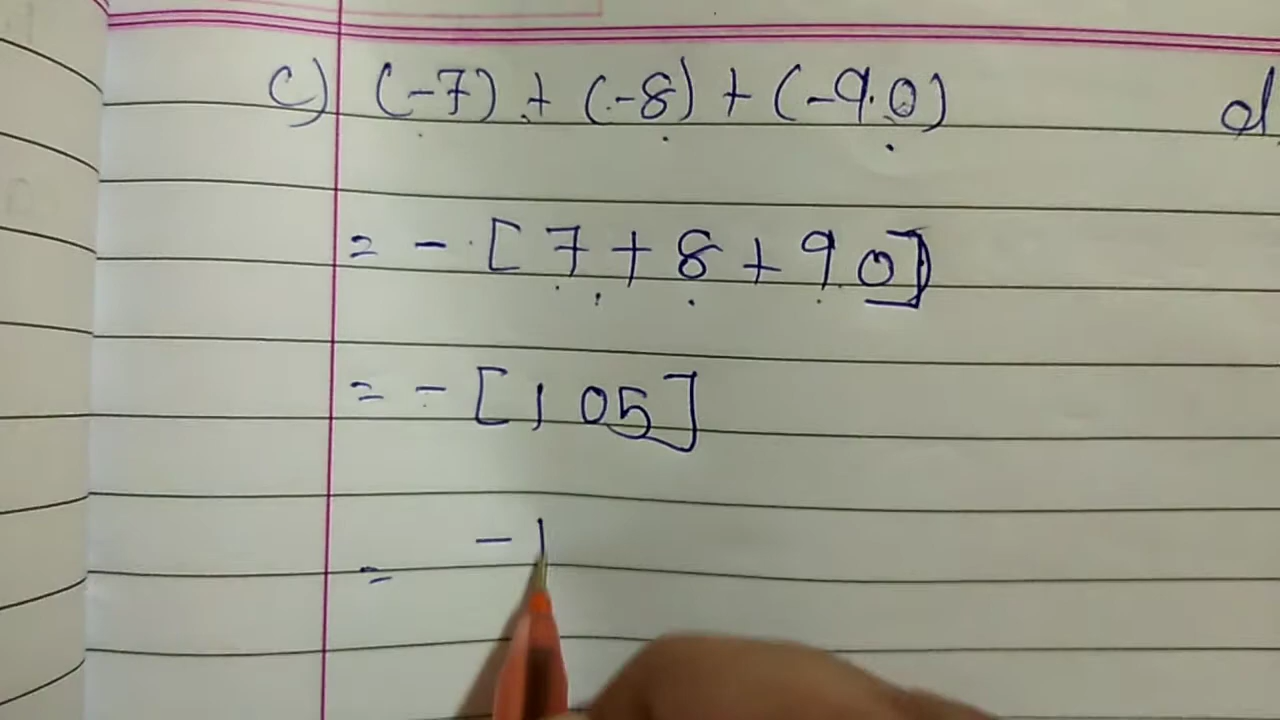 c) (-7) + (-8) + (-90)
d
= - [7 + 8 + 90]
= - [105]
= - 1